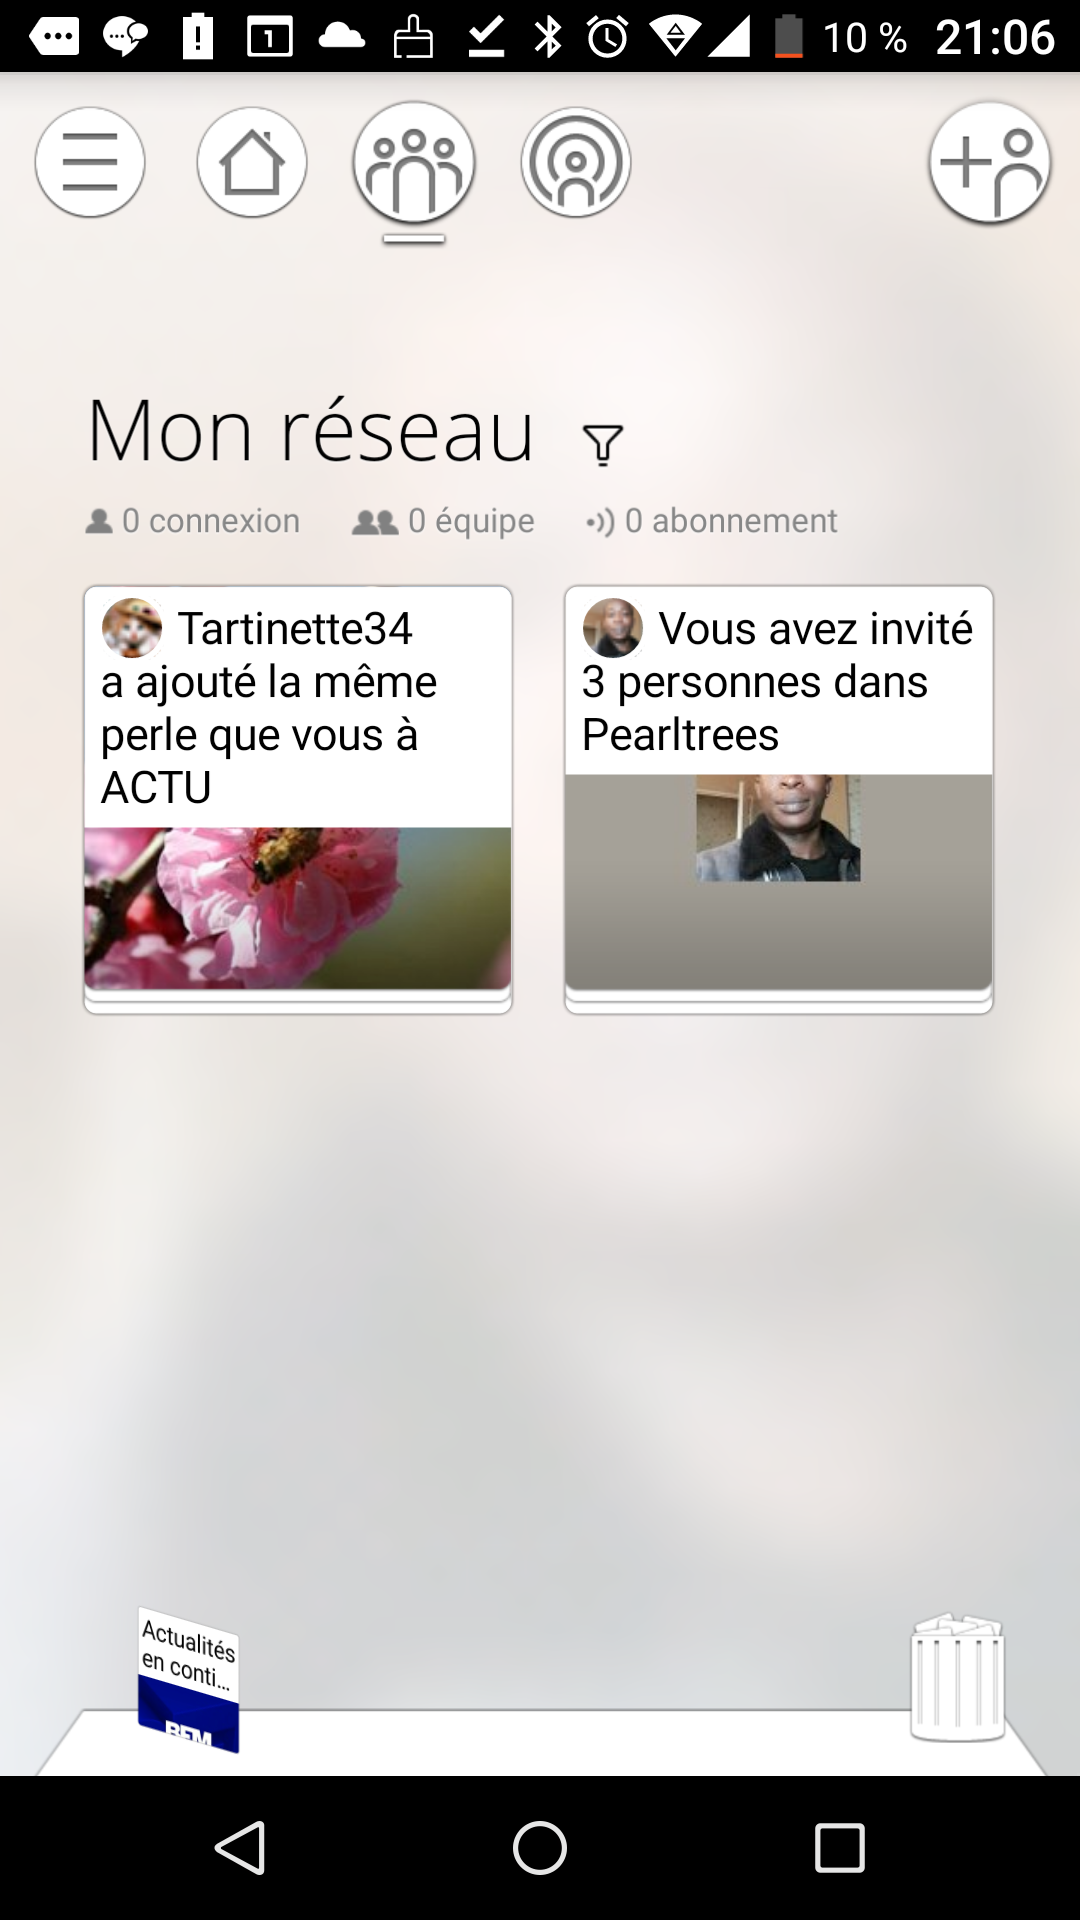 1 10 % 21:06
Mon réseau
0 connexion 0 équipe 0 abonnement
Tartinette34
a ajouté la même
perle que vous à
ACTU
Vous avez invité
3 personnes dans
Pearltrees
Actualités
en conti...
BFM